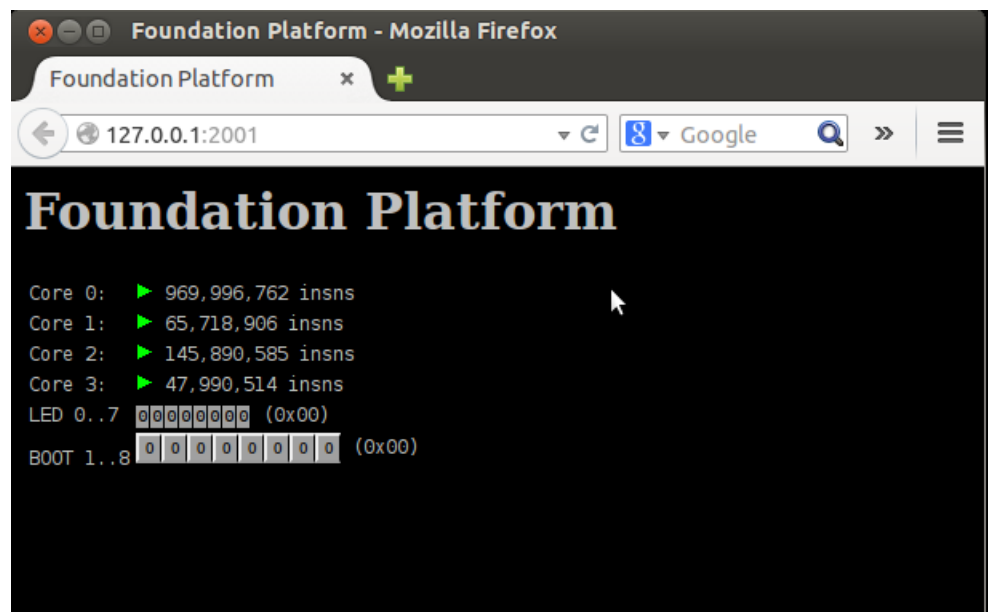 Foundation Platform - Mozilla Firefox
Foundation Platform
127.0.0.1:2001
8 Google
Foundation Platform
Core 0: 969,996,762 insns
Core 1: 65,718,906 insns
Core 2: 145,890,585 insns
Core 3: 47,990,514 insns
LED 0..7 00000000 (0x00)
BOOT 1..8 0 0 0 0 0 0 0 0 (0x00)